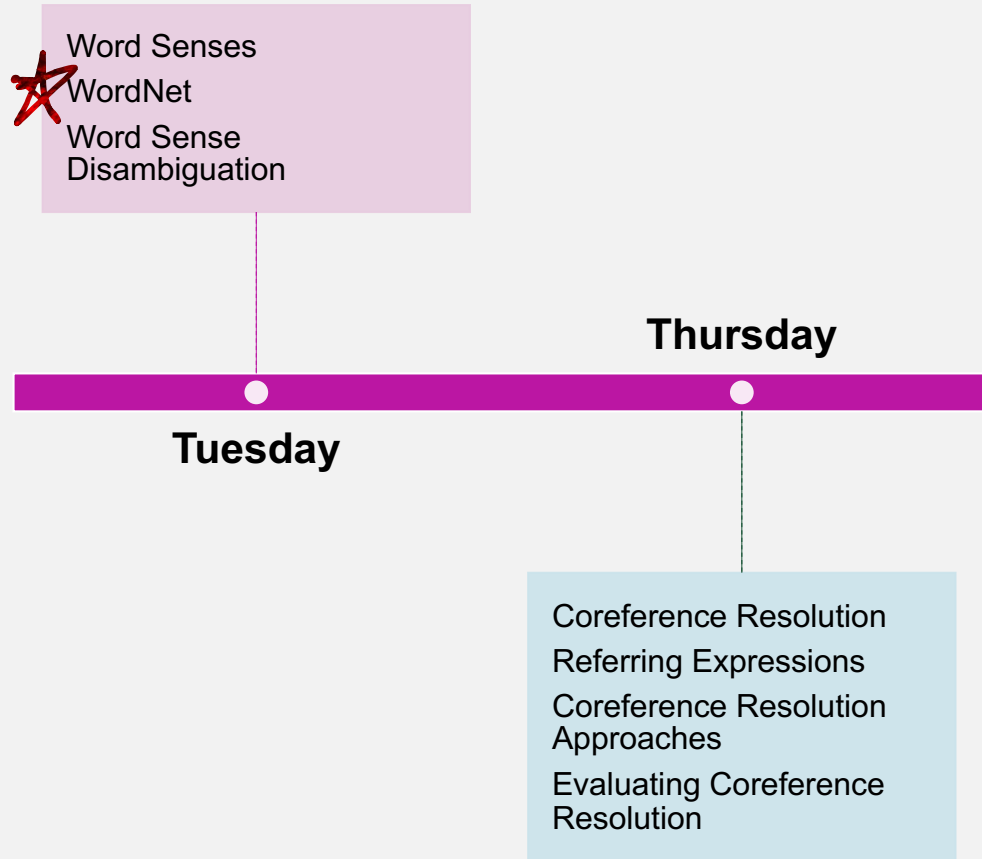 Word Senses
WordNet
Word Sense
Disambiguation
Thursday
Tuesday
Coreference Resolution
Referring Expressions
Coreference Resolution
Approaches
Evaluating Coreference
Resolution